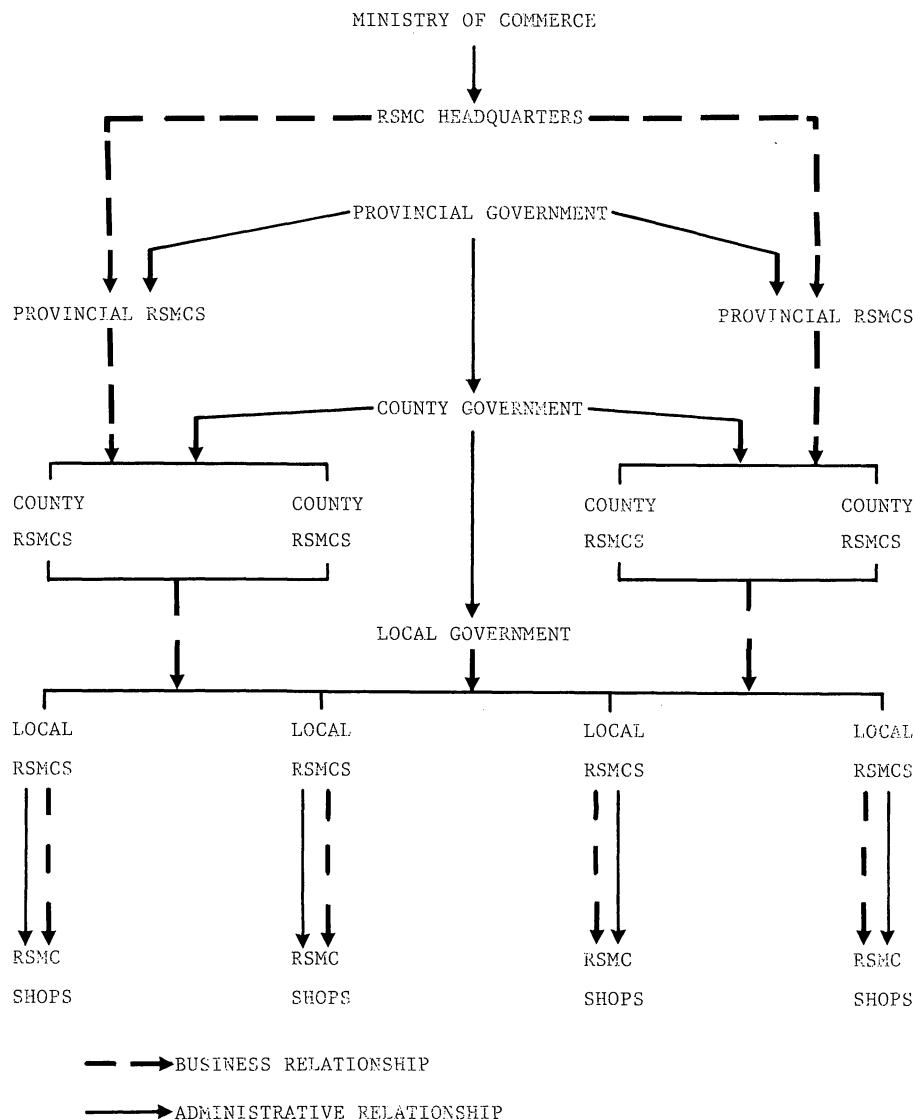 MINISTRY OF COMMERCE
RSMC HEADQUARTERS
PROVINCIAL GOVERNMENT
PROVINCIAL RSMCS
PROVINCIAL RSMCS
COUNTY GOVERNMENT
COUNTY
RSMCS
COUNTY
RSMCS
COUNTY
RSMCS
COUNTY
RSMCS
LOCAL GOVERNMENT
LOCAL
RSMCS
LOCAL
RSMCS
LOCAL
RSMCS
LOCAL
RSMCS
RSMC
SHOPS
RSMC
SHOPS
RSMC
SHOPS
RSMC
SHOPS
BUSINESS RELATIONSHIP
ADMINISTRATIVE RELATIONSHIP